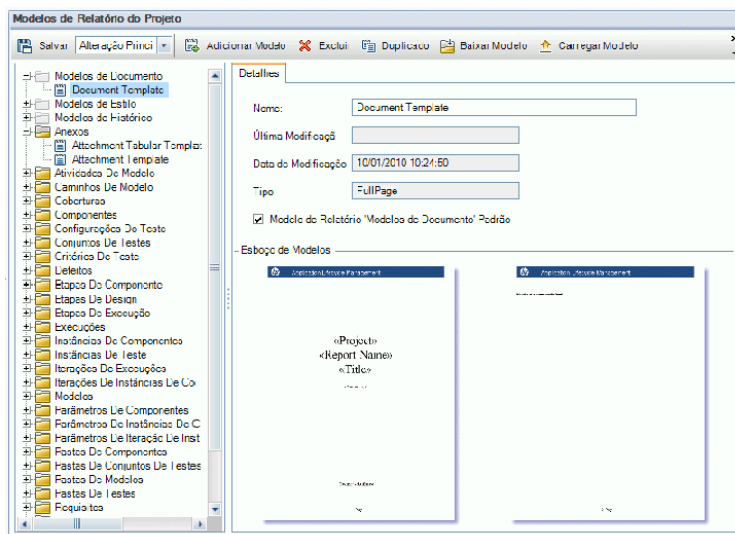 Modelos de Relatório do Projeto
Salvar Alteração Princi Adicionar Modelo Excluir Duplicado Baixar Modelo Carregar Modelo
Modelos de Documento
Document Template
Modelos de Estilo
Modelos de Histórico
Anexos
Attachment Tabular Templat
Attachment Template
Atividades De Modelo
Caminhos De Modelo
Coberturas
Componentes
Configurações De Teste
Conjuntos De Testes
Critérios De Teste
Defeitos
Etapas De Componente
Etapas De Design
Etapas De Execução
Execuções
Instâncias De Componentes
Instâncias De Teste
Iterações De Execuções
Iterações De Instâncias De Co
Modelos
Parâmetros De Componentes
Parâmetros De Instâncias De C
Parâmetros De Iteração De Inst
Pastas De Componentes
Pastas De Conjuntos De Testes
Pastas De Modelos
Pastas De Testes
Requisitos
Detalhes
Nome: Document Template
Última Modificaçã
Data da Modificação 10/01/2010 10:24:50
Tipo FullPage
Modelo de Relatório 'Modelos de Documento' Padrão
Esboço de Modelos
hp Application Lifecycle Management
«Project»
«Report Name»
«Title»
hp Application Lifecycle Management